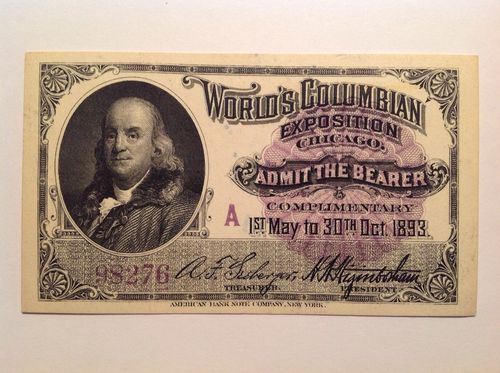 WORLD'S COLUMBIAN
EXPOSITION
CHICAGO.
ADMIT THE BEARER
COMPLIMENTARY
A
1ST May to 30TH Oct. 1893.
98276
TREASURER.
PRESIDENT
AMERICAN BANK NOTE COMPANY, NEW YORK.